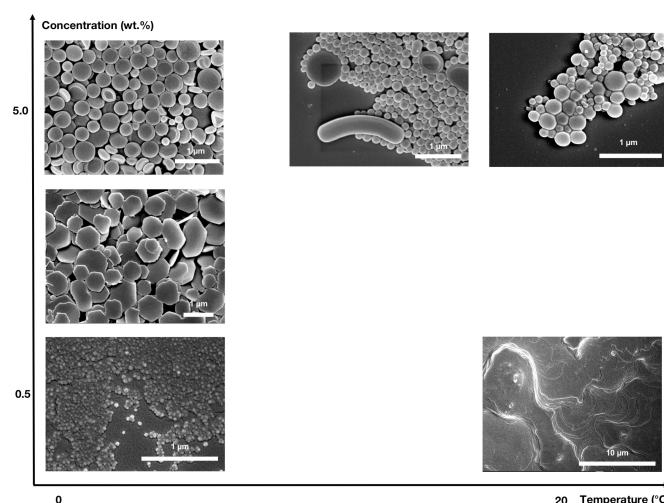 Concentration (wt.%)
5.0
1 µm
1 µm
1 µm
1 µm
0.5
1 µm
10 µm
0
20
Temperature (°C